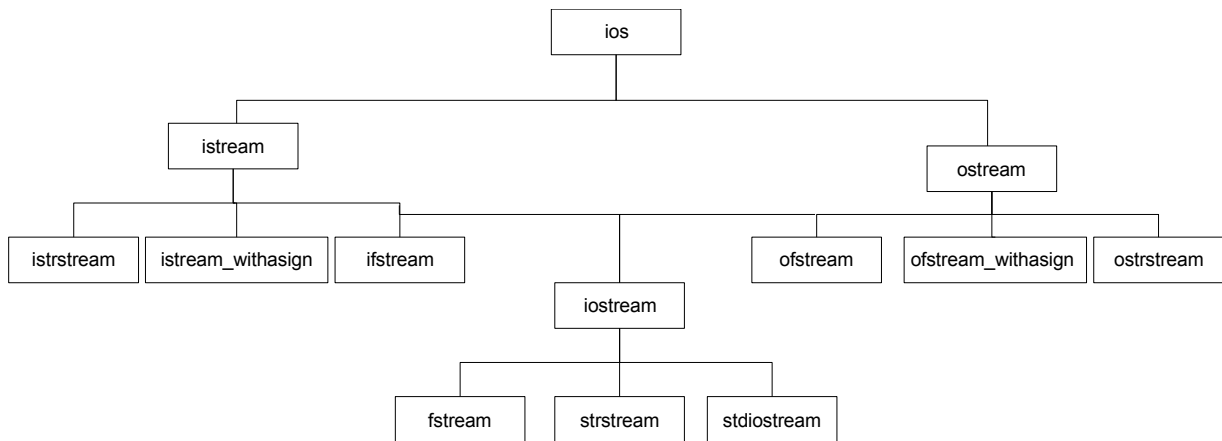 ios
istream
ostream
istrstream
istream_withasign
ifstream
ofstream
ofstream_withasign
ostrstream
iostream
fstream
strstream
stdiostream